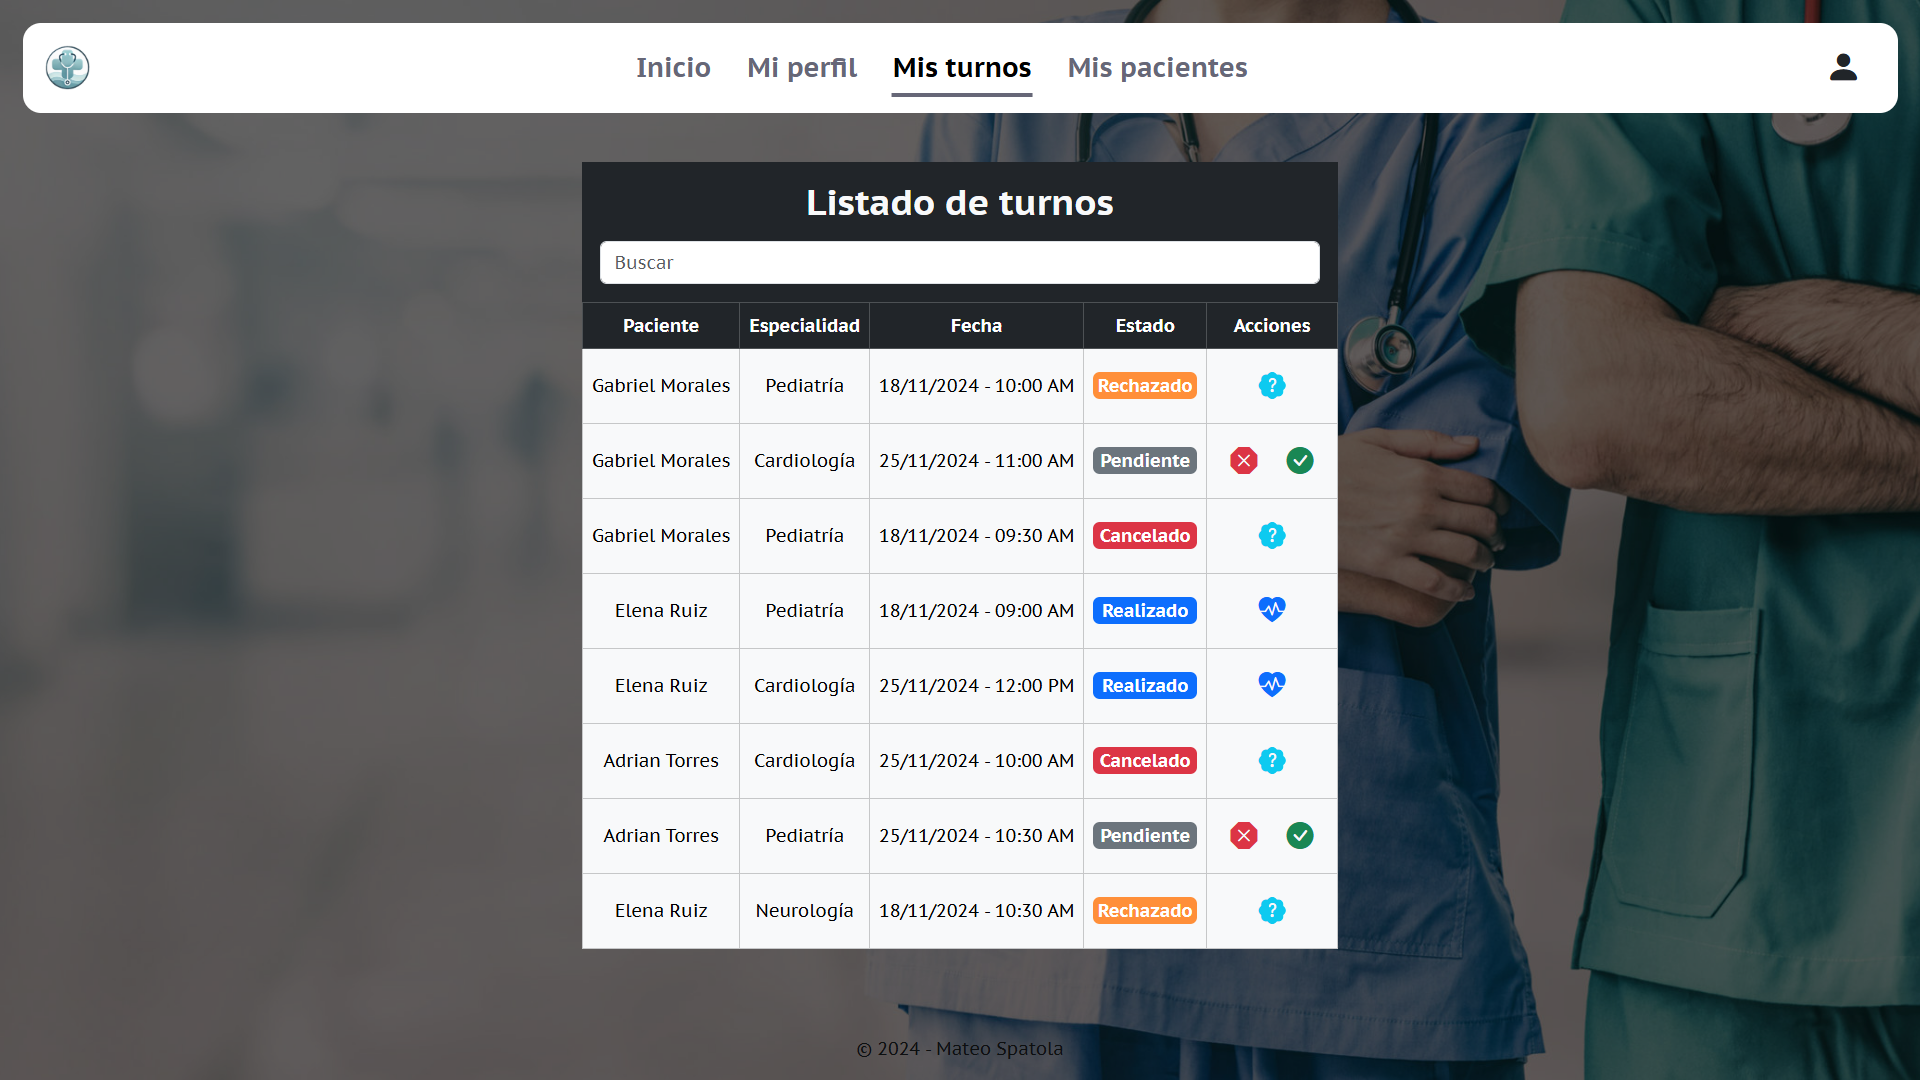 Inicio Mi perfil Mis turnos Mis pacientes
Listado de turnos
Buscar
Paciente Especialidad Fecha Estado Acciones
Gabriel Morales Pediatría 18/11/2024 - 10:00 AM Rechazado ?
Gabriel Morales Cardiología 25/11/2024 - 11:00 AM Pendiente
Gabriel Morales Pediatría 18/11/2024 - 09:30 AM Cancelado ?
Elena Ruiz Pediatría 18/11/2024 - 09:00 AM Realizado
Elena Ruiz Cardiología 25/11/2024 - 12:00 PM Realizado
Adrian Torres Cardiología 25/11/2024 - 10:00 AM Cancelado ?
Adrian Torres Pediatría 25/11/2024 - 10:30 AM Pendiente
Elena Ruiz Neurología 18/11/2024 - 10:30 AM Rechazado ?
© 2024 - Mateo Spatola